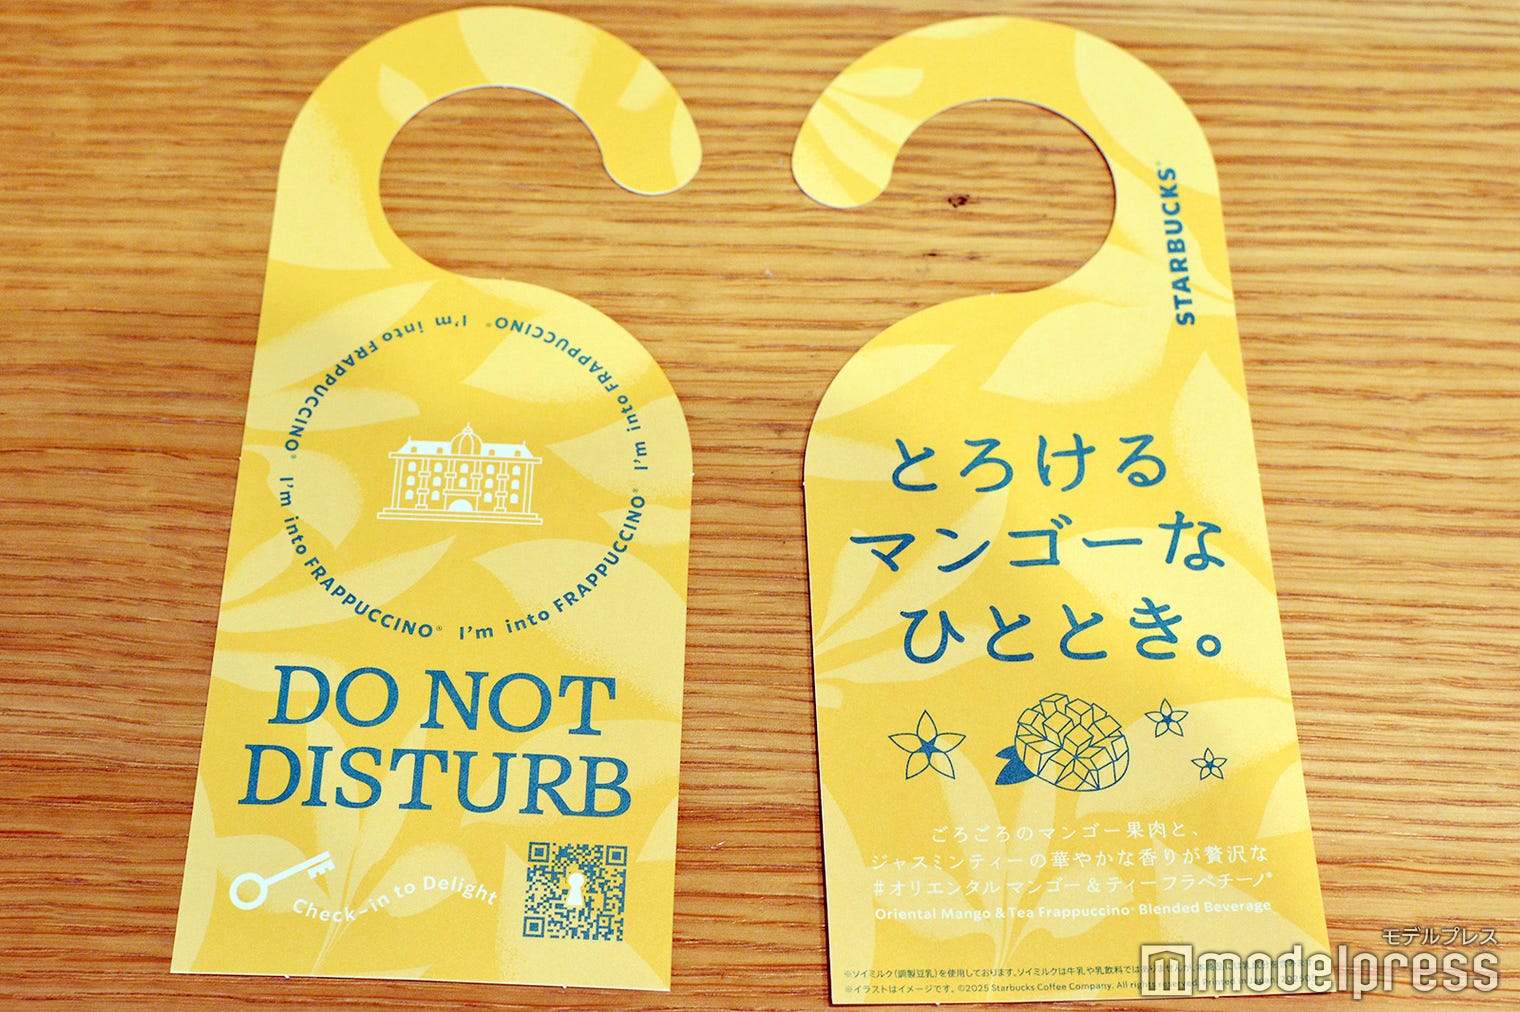 I'm into FRAPPUCCINO® I'm into FRAPPUCCINO® I'm into FRAPPUCCINO® I'm into FRAPPUCCINO®
DO NOT
DISTURB
Check-in to Delight
STARBUCKS®
とろける
マンゴーな
ひととき。
ごろごろのマンゴー果肉と、
ジャスミンティーの華やかな香りが贅沢な
#オリエンタル マンゴー & ティー フラペチーノ®
Oriental Mango & Tea Frappuccino® Blended Beverage
※ソイミルク(調製豆乳)を使用しております。ソイミルクは牛乳や乳飲料では
※イラストはイメージです。 ©2025 Starbucks Coffee Company. All rights reserved. Printed
モデルプレス
modelpress